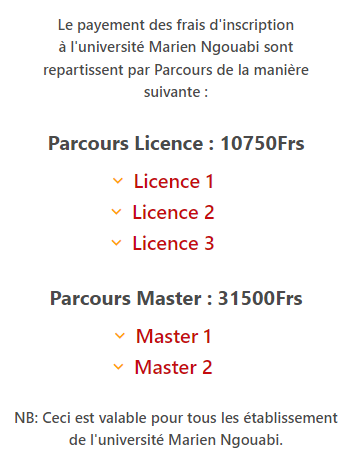 Le payement des frais d'inscription
à l'université Marien Ngouabi sont
repartissent par Parcours de la manière
suivante :
Parcours Licence : 10750Frs
Licence 1
Licence 2
Licence 3
Parcours Master : 31500Frs
Master 1
Master 2
NB: Ceci est valable pour tous les établissement
de l'université Marien Ngouabi.